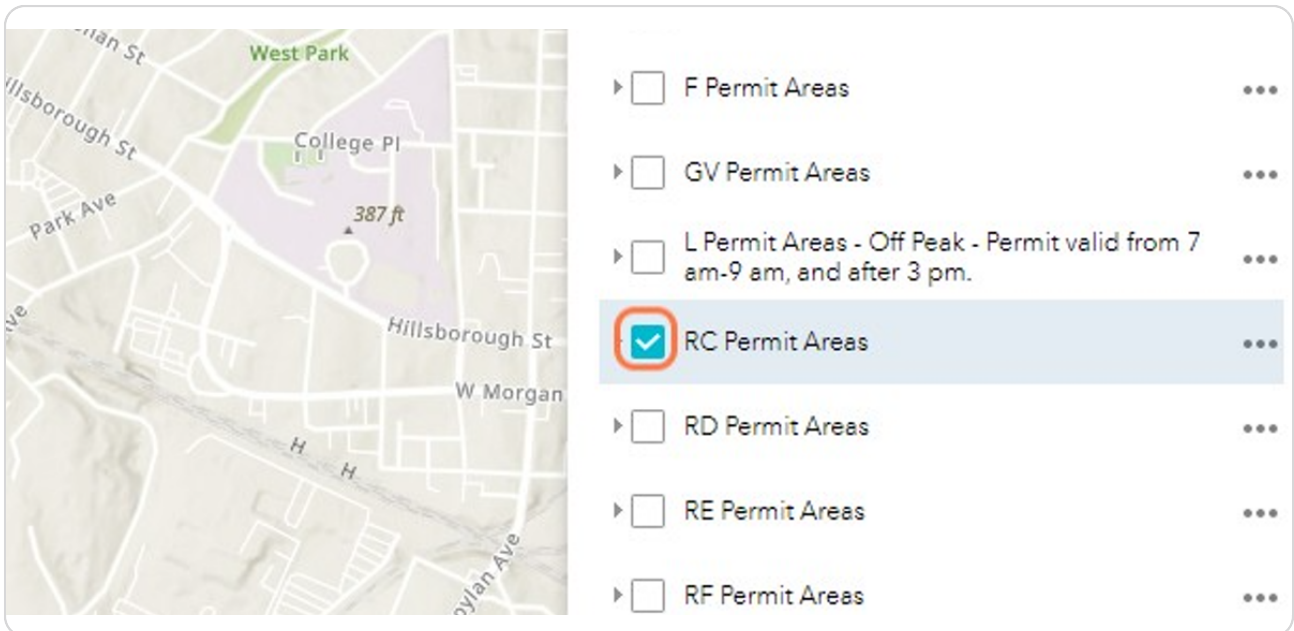 West Park
Hillsborough St
College Pl
Park Ave
387 ft
Hillsborough St
W Morgan
H
H
F Permit Areas
GV Permit Areas
L Permit Areas - Off Peak - Permit valid from 7
am-9 am, and after 3 pm.
RC Permit Areas
RD Permit Areas
RE Permit Areas
RF Permit Areas